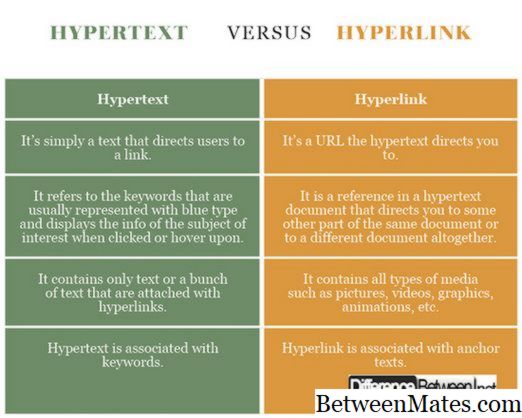 HYPERTEXT VERSUS HYPERLINK
Hypertext
Hyperlink
It's simply a text that directs users to
a link.
It's a URL the hypertext directs you
to.
It refers to the keywords that are
usually represented with blue type
and displays the info of the subject of
interest when clicked or hover upon.
It is a reference in a hypertext
document that directs you to some
other part of the same document or
to a different document altogether.
It contains only text or a bunch
of text that are attached with
hyperlinks.
It contains all types of media
such as pictures, videos, graphics,
animations, etc.
Hypertext is associated with
keywords.
Hyperlink is associated with anchor
texts.
DifferenceBetween.net
BetweenMates.com